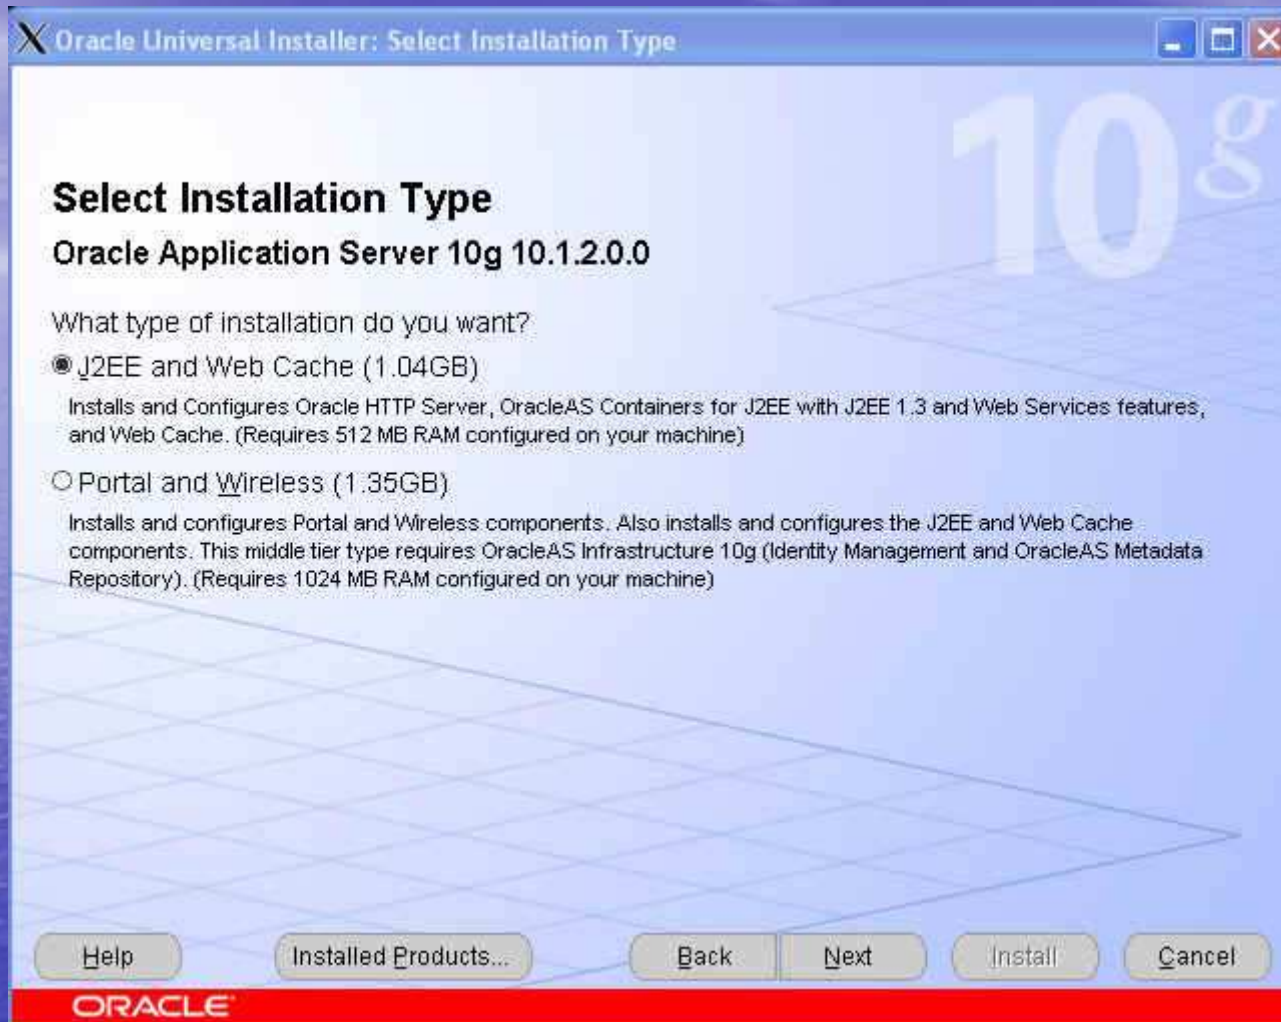 Oracle Universal Installer: Select Installation Type
10g
Select Installation Type
Oracle Application Server 10g 10.1.2.0.0
What type of installation do you want?
J2EE and Web Cache (1.04GB)
Installs and Configures Oracle HTTP Server, OracleAS Containers for J2EE with J2EE 1.3 and Web Services features,
and Web Cache. (Requires 512 MB RAM configured on your machine)
Portal and Wireless (1.35GB)
Installs and configures Portal and Wireless components. Also installs and configures the J2EE and Web Cache
components. This middle tier type requires OracleAS Infrastructure 10g (Identity Management and OracleAS Metadata
Repository). (Requires 1024 MB RAM configured on your machine)
Help Installed Products... Back Next Install Cancel
ORACLE